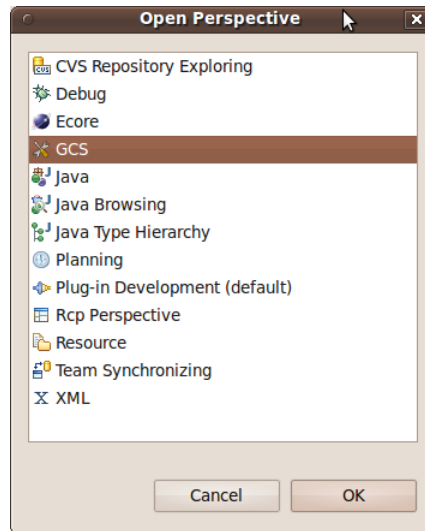 Open Perspective
CVS Repository Exploring
Debug
Ecore
GCS
Java
Java Browsing
Java Type Hierarchy
Planning
Plug-in Development (default)
Rcp Perspective
Resource
Team Synchronizing
XML
Cancel
OK